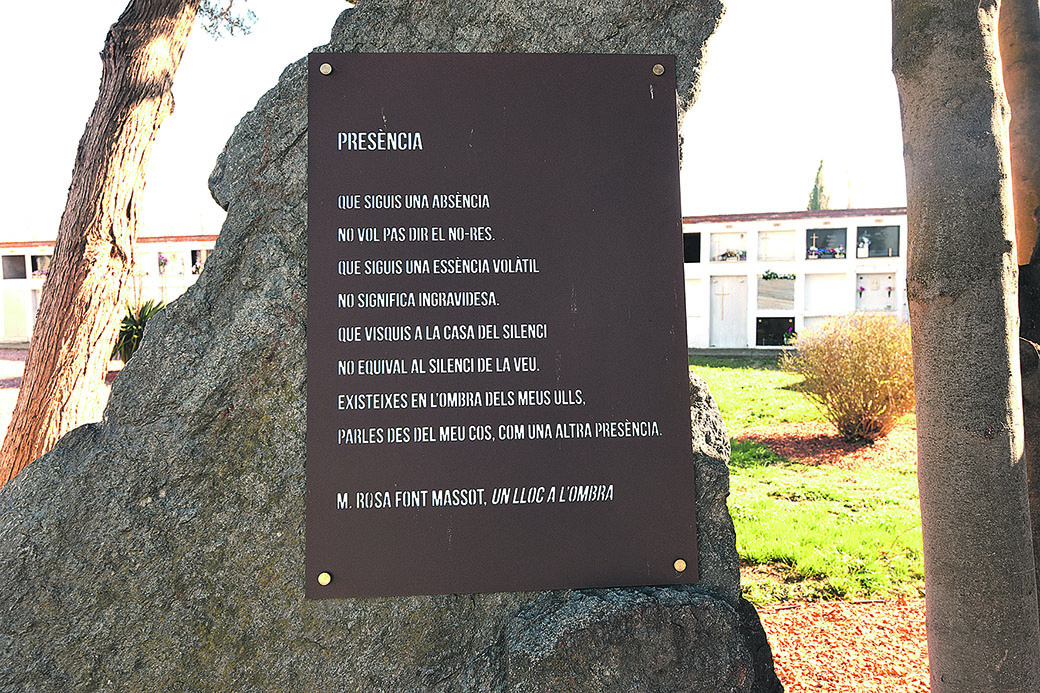 PRESÈNCIA
QUE SIGUIS UNA ABSÈNCIA
NO VOL PAS DIR EL NO-RES.
QUE SIGUIS UNA ESSÈNCIA VOLÀTIL
NO SIGNIFICA INGRAVIDESA.
QUE VISQUIS A LA CASA DEL SILENCI
NO EQUIVAL AL SILENCI DE LA VEU.
EXISTEIXES EN L'OMBRA DELS MEUS ULLS,
PARLES DES DEL MEU COS, COM UNA ALTRA PRESÈNCIA.
M. ROSA FONT MASSOT, UN LLOC A L'OMBRA